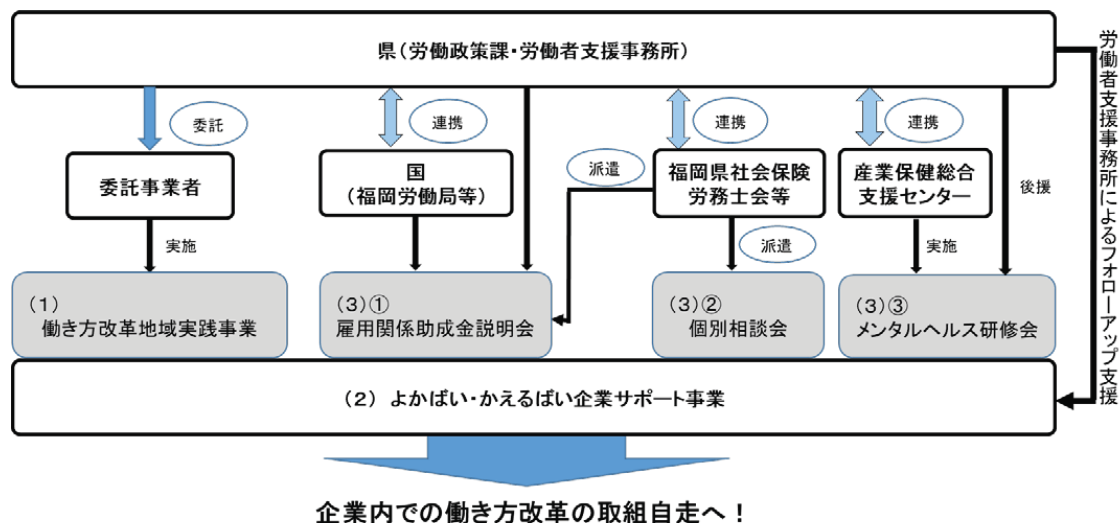 県（労働政策課・労働者支援事務所）
委託
連携
連携
連携
派遣
委託事業者
国
（福岡労働局等）
福岡県社会保険
労務士会等
産業保健総合
支援センター
後援
実施
派遣
実施
（1）
働き方改革地域実践事業
（3）①
雇用関係助成金説明会
（3）②
個別相談会
（3）③
メンタルヘルス研修会
労働者支援事務所によるフォローアップ支援
（2） よかばい・かえるばい企業サポート事業
企業内での働き方改革の取組自走へ！